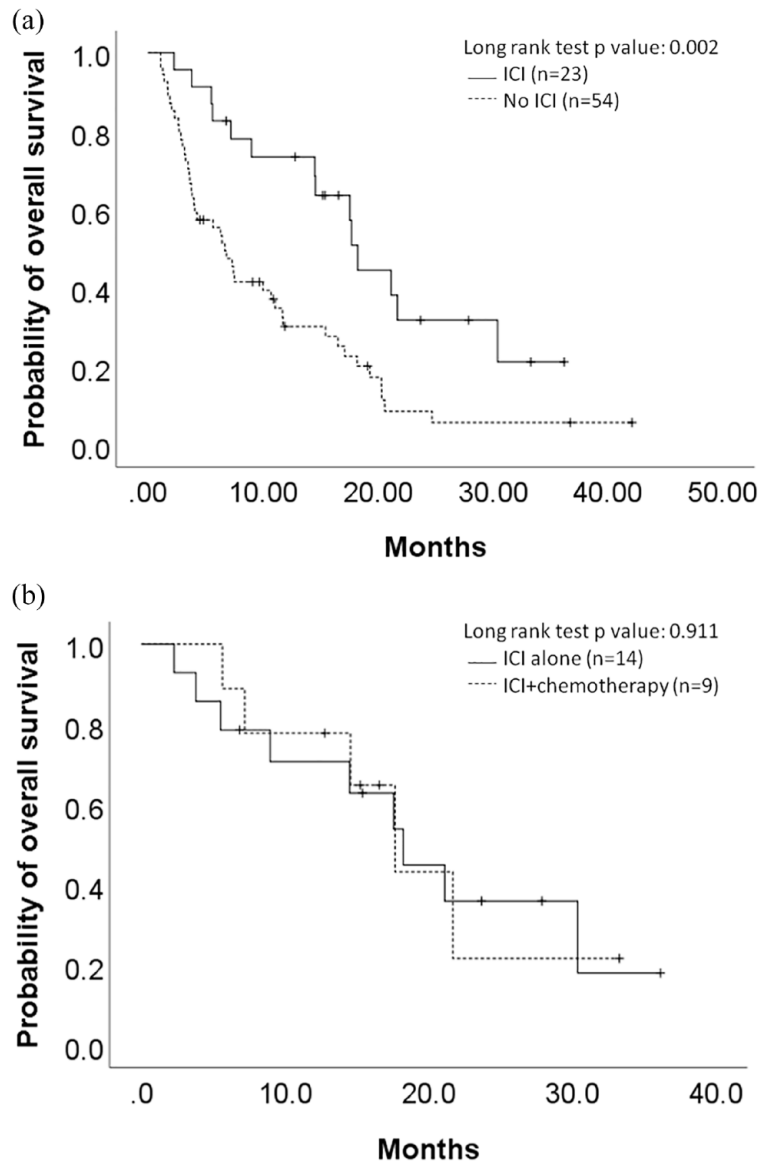 (a)
Long rank test p value: 0.002
ICI (n=23)
No ICI (n=54)
Probability of overall survival
1.0
0.8
0.6
0.4
0.2
0.0
.00 10.00 20.00 30.00 40.00 50.00
Months
(b)
Long rank test p value: 0.911
ICI alone (n=14)
ICI+chemotherapy (n=9)
Probability of overall survival
1.0
0.8
0.6
0.4
0.2
0.0
.0 10.0 20.0 30.0 40.0
Months